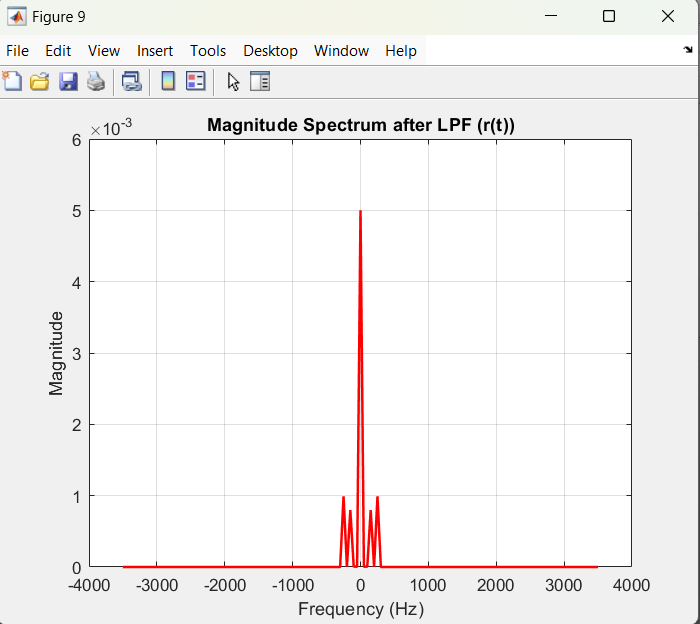 Figure 9
File Edit View Insert Tools Desktop Window Help
Magnitude Spectrum after LPF (r(t))
×10-3
6
5
4
3
2
1
0
Magnitude
-4000 -3000 -2000 -1000 0 1000 2000 3000 4000
Frequency (Hz)